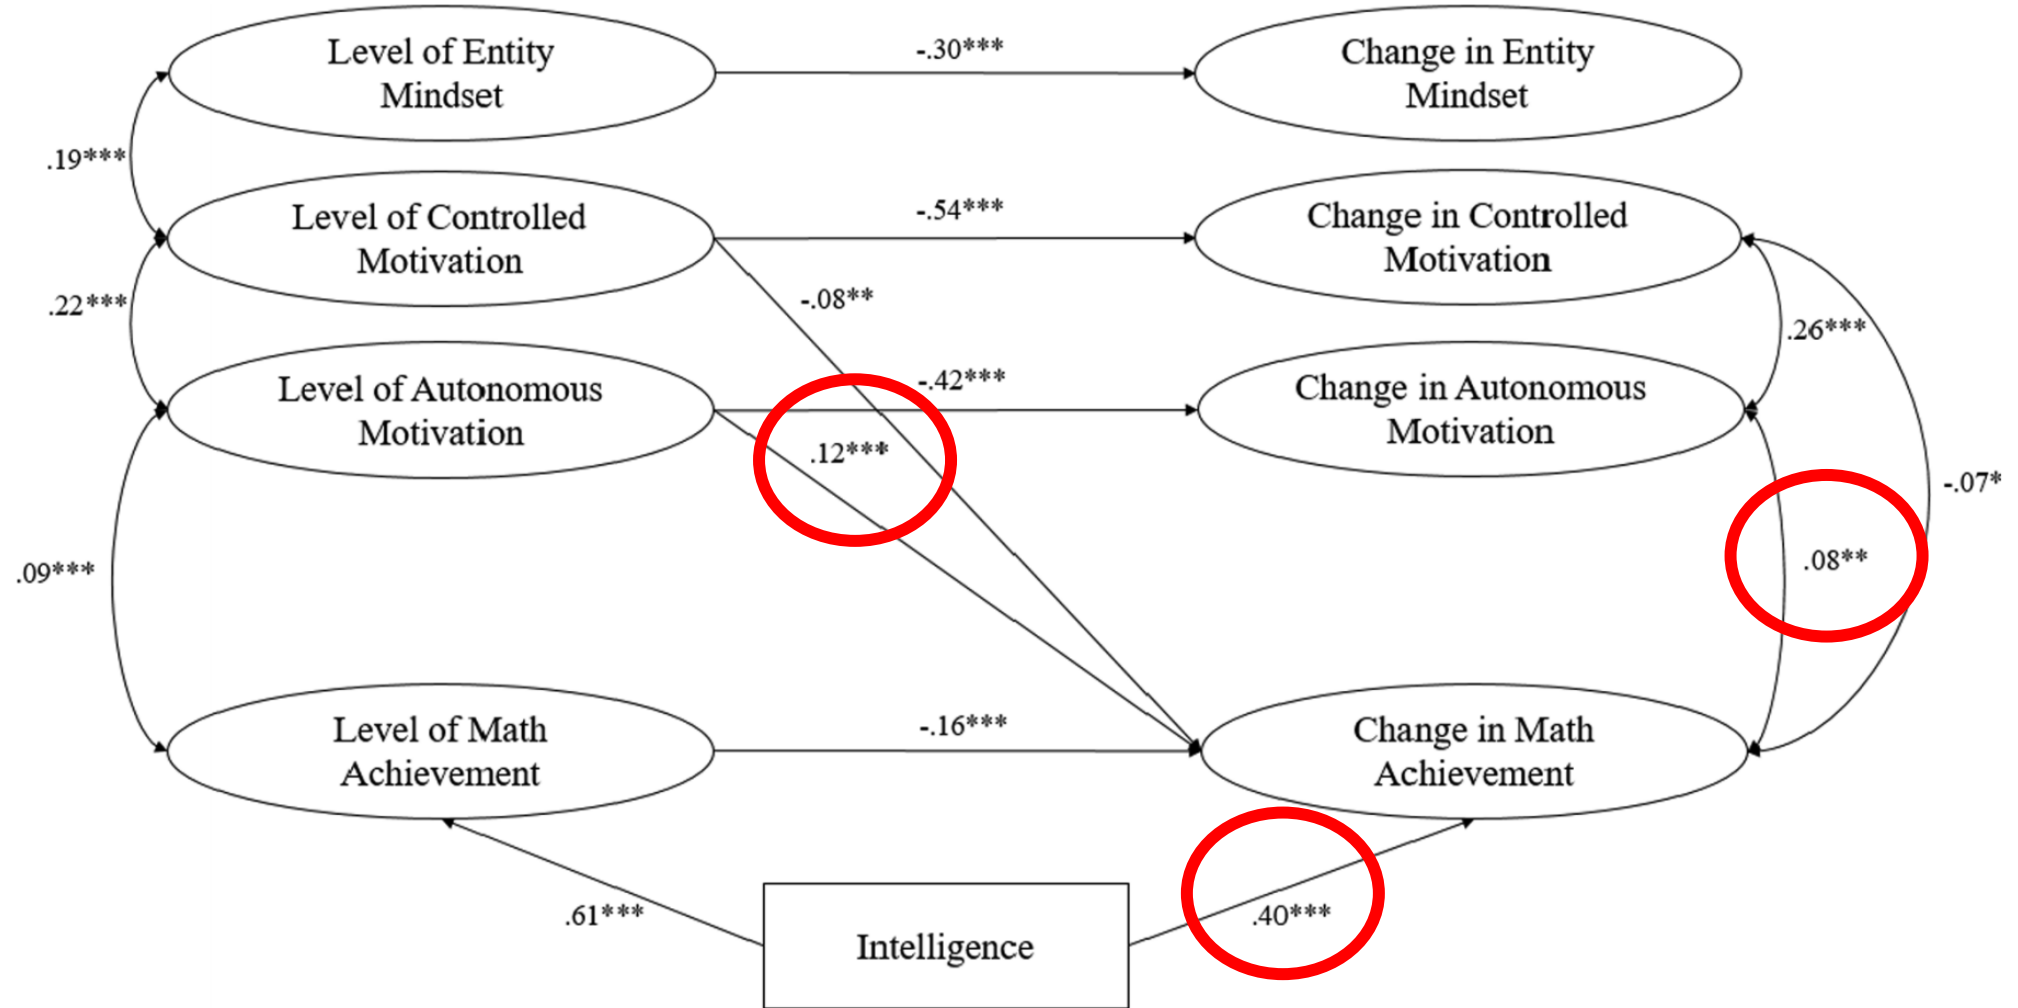 Level of Entity
Mindset
-.30***
Change in Entity
Mindset
.19***
Level of Controlled
Motivation
-.54***
Change in Controlled
Motivation
.22***
-.08**
.26***
Level of Autonomous
Motivation
-.42***
Change in Autonomous
Motivation
.12***
-.07*
.08**
.09***
Level of Math
Achievement
-.16***
Change in Math
Achievement
.61***
.40***
Intelligence